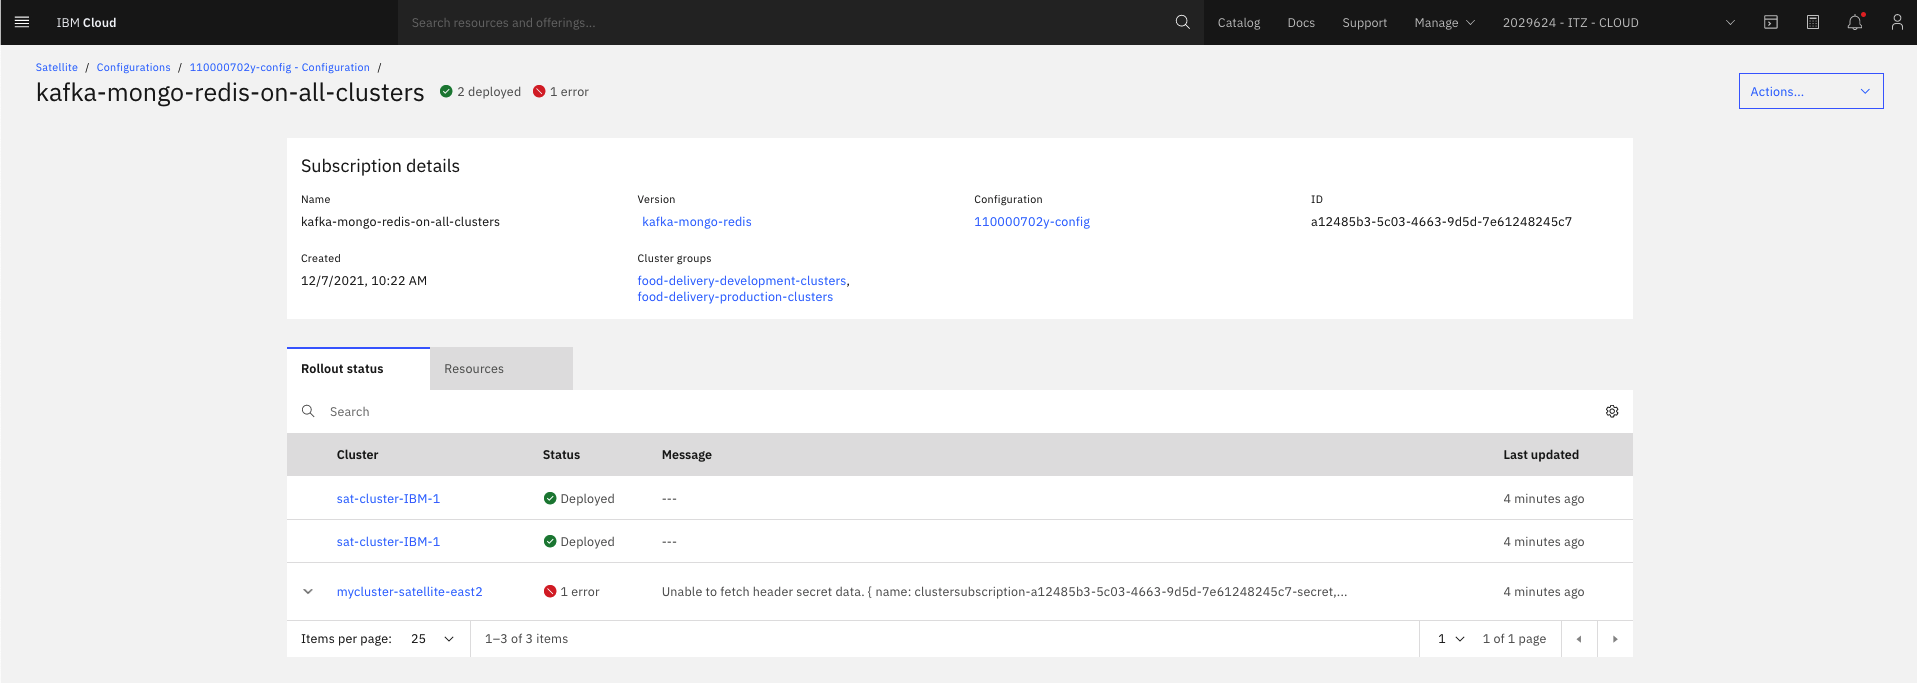 IBM Cloud
Search resources and offerings...
Catalog
Docs
Support
Manage
2029624 - ITZ - CLOUD
Satellite / Configurations / 110000702y-config - Configuration /
kafka-mongo-redis-on-all-clusters
2 deployed
1 error
Actions...
Subscription details
Name
Version
Configuration
ID
kafka-mongo-redis-on-all-clusters
kafka-mongo-redis
110000702y-config
a12485b3-5c03-4663-9d5d-7e61248245c7
Created
Cluster groups
12/7/2021, 10:22 AM
food-delivery-development-clusters,
food-delivery-production-clusters
Rollout status
Resources
Search
Cluster
Status
Message
Last updated
sat-cluster-IBM-1
Deployed
---
4 minutes ago
sat-cluster-IBM-1
Deployed
---
4 minutes ago
mycluster-satellite-east2
1 error
Unable to fetch header secret data. { name: clustersubscription-a12485b3-5c03-4663-9d5d-7e61248245c7-secret,...
4 minutes ago
Items per page: 25
1–3 of 3 items
1
1 of 1 page